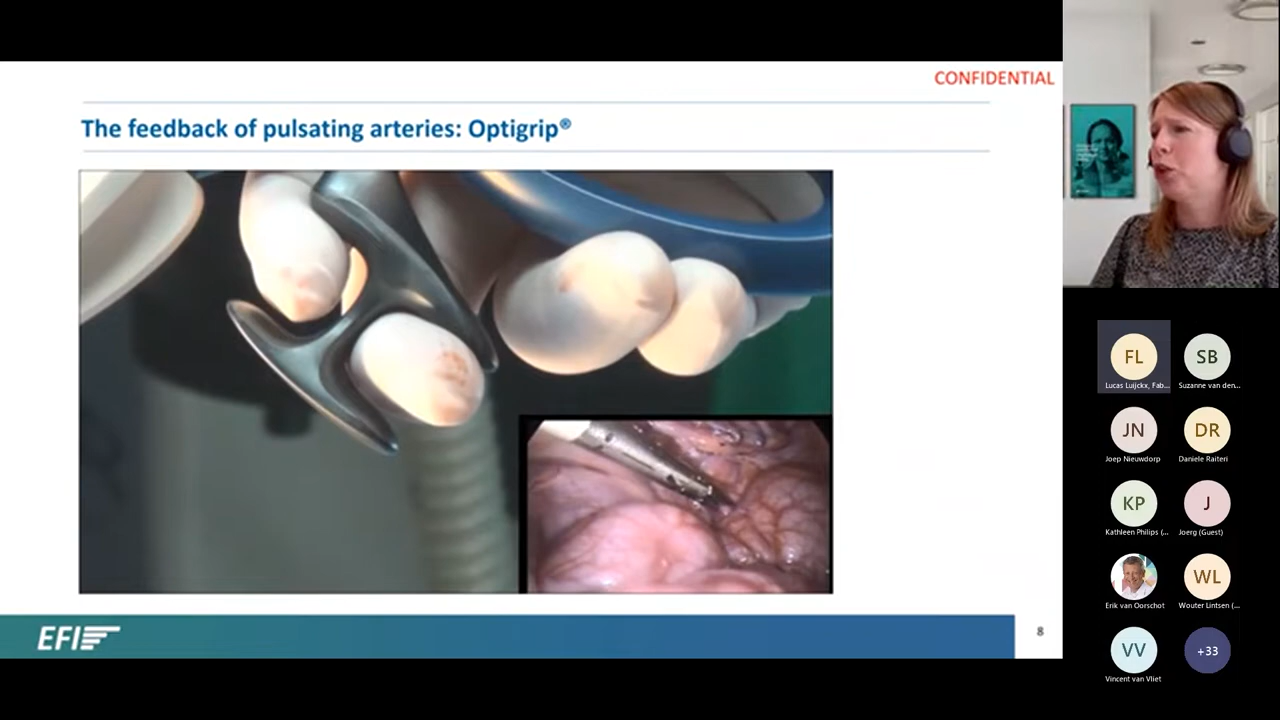 CONFIDENTIAL
The feedback of pulsating arteries: Optigrip®
EFI
8
FL
Lucas Luijckx, Fab...
SB
Suzanne van den...
JN
Joep Nieuwdorp
DR
Daniele Raiteri
KP
Kathleen Philips (...
J
Joerg (Guest)
Erik van Oorschot
WL
Wouter Lintsen (...
VV
Vincent van Vliet
+33